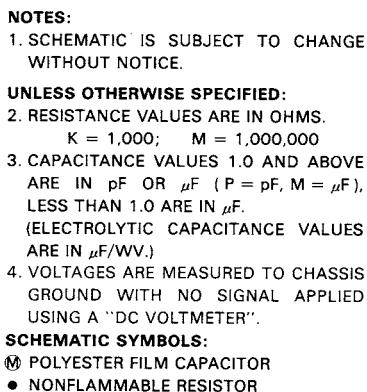 NOTES:
1. SCHEMATIC IS SUBJECT TO CHANGE
WITHOUT NOTICE.
UNLESS OTHERWISE SPECIFIED:
2. RESISTANCE VALUES ARE IN OHMS.
K = 1,000; M = 1,000,000
3. CAPACITANCE VALUES 1.0 AND ABOVE
ARE IN pF OR μF (P = pF, M = μF),
LESS THAN 1.0 ARE IN μF.
(ELECTROLYTIC CAPACITANCE VALUES
ARE IN μF/WV.)
4. VOLTAGES ARE MEASURED TO CHASSIS
GROUND WITH NO SIGNAL APPLIED
USING A "DC VOLTMETER".
SCHEMATIC SYMBOLS:
Ⓜ POLYESTER FILM CAPACITOR
● NONFLAMMABLE RESISTOR